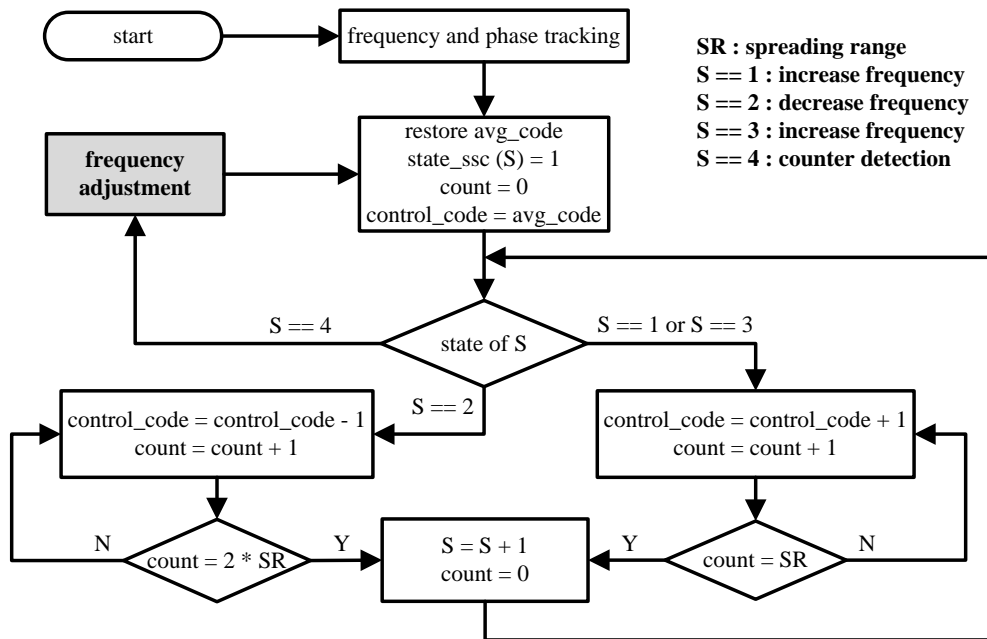 start
frequency and phase tracking
SR : spreading range
S == 1 : increase frequency
S == 2 : decrease frequency
S == 3 : increase frequency
S == 4 : counter detection
frequency
adjustment
restore avg_code
state_ssc (S) = 1
count = 0
control_code = avg_code
S == 4
S == 1 or S == 3
state of S
S == 2
control_code = control_code - 1
count = count + 1
control_code = control_code + 1
count = count + 1
N
count = 2 * SR
Y
S = S + 1
count = 0
Y
count = SR
N